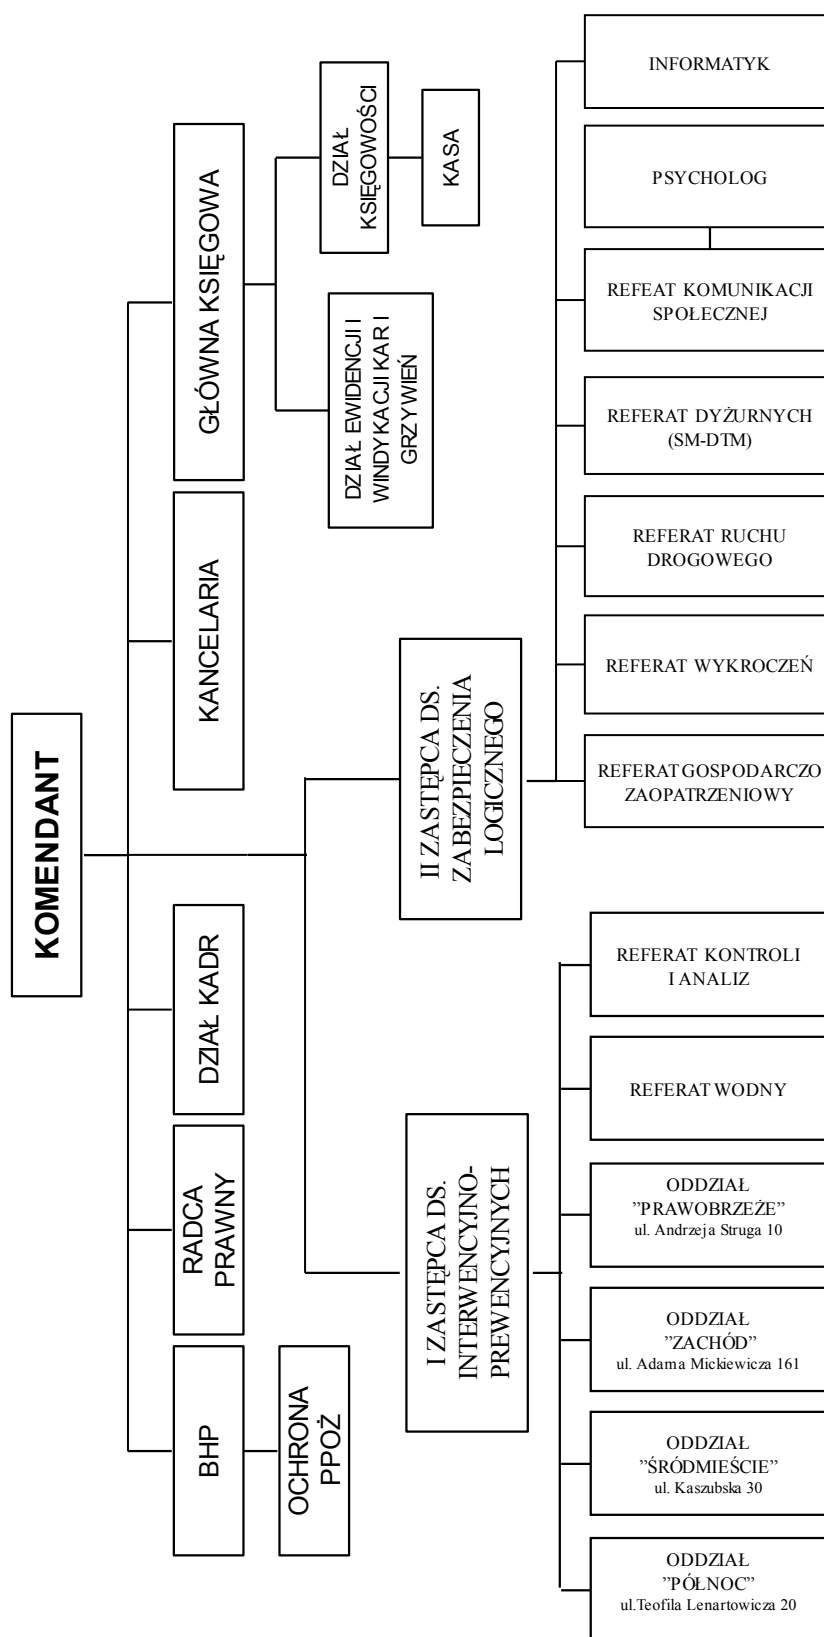 KOMENDANT
BHP
RADCA
PRAWNY
DZIAŁ KADR
KANCELARIA
GŁÓWNA KSIĘGOWA
OCHRONA
PPOŻ
DZIAŁ EWIDENCJI I
WINDYKACJI KAR I
GRZYWIEŃ
DZIAŁ
KSIĘGOWOŚCI
KASA
I ZASTĘPCA DS.
INTERWENCYJNO-
PREWENCYJNYCH
II ZASTĘPCA DS.
ZABEZPIECZENIA
LOGICZNEGO
ODDZIAŁ
”PÓŁNOC”
ul.Teofila Lenartowicza 20
ODDZIAŁ
”ŚRÓDMIEŚCIE”
ul. Kaszubska 30
ODDZIAŁ
”ZACHÓD”
ul. Adama Mickiewicza 161
ODDZIAŁ
”PRAWOBRZEŻE”
ul. Andrzeja Struga 10
REFERAT WODNY
REFERAT KONTROLI
I ANALIZ
REFERAT GOSPODARCZO
ZAOPATRZENIOWY
REFERAT WYKROCZEŃ
REFERAT RUCHU
DROGOWEGO
REFERAT DYŻURNYCH
(SM-DTM)
REFEAT KOMUNIKACJI
SPOŁECZNEJ
PSYCHOLOG
INFORMATYK